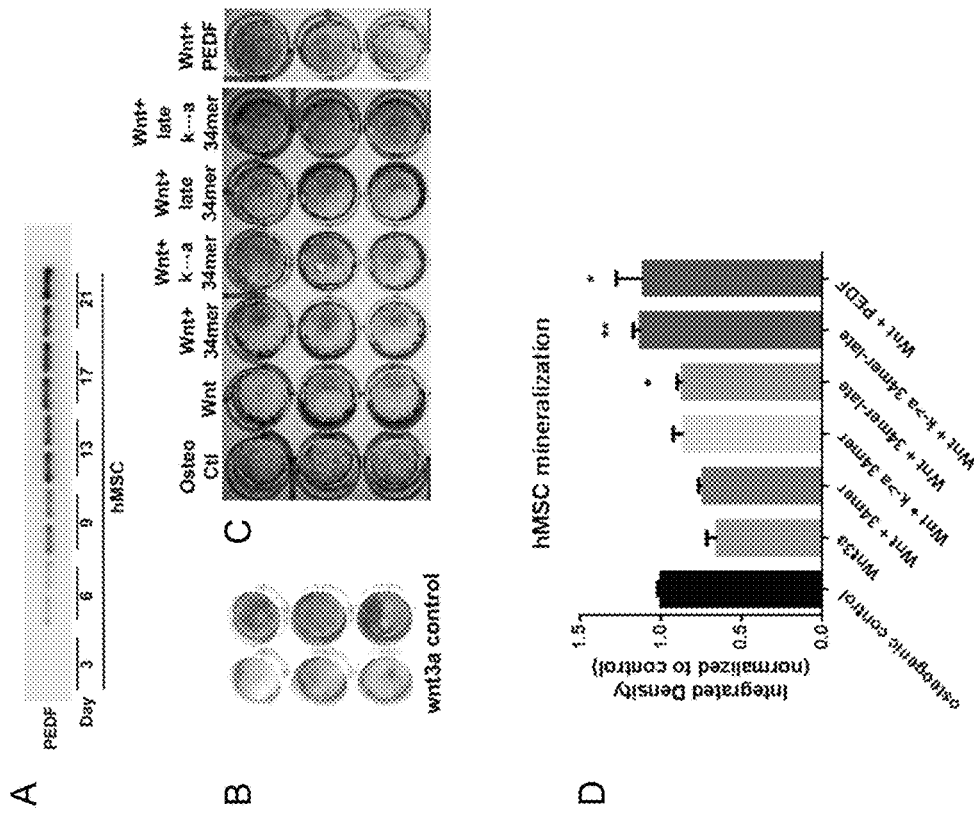 A
PEDF
Day 3 6 9 13 17 21
hMSC
B
wnt3a control
C
Osteo Ctl
Wnt
Wnt+ 34mer
Wnt+ k--a 34mer
Wnt+ late 34mer
Wnt+ late k--a 34mer
Wnt+ PEDF
D
hMSC mineralization
Integrated Density
(normalized to control)
1.5
1.0
0.5
0.0
*
**
*
osteogenic control
Wnt3a
Wnt + 34mer
Wnt + k->a 34mer
Wnt + 34mer-late
Wnt + k->a 34mer-late
Wnt + PEDF